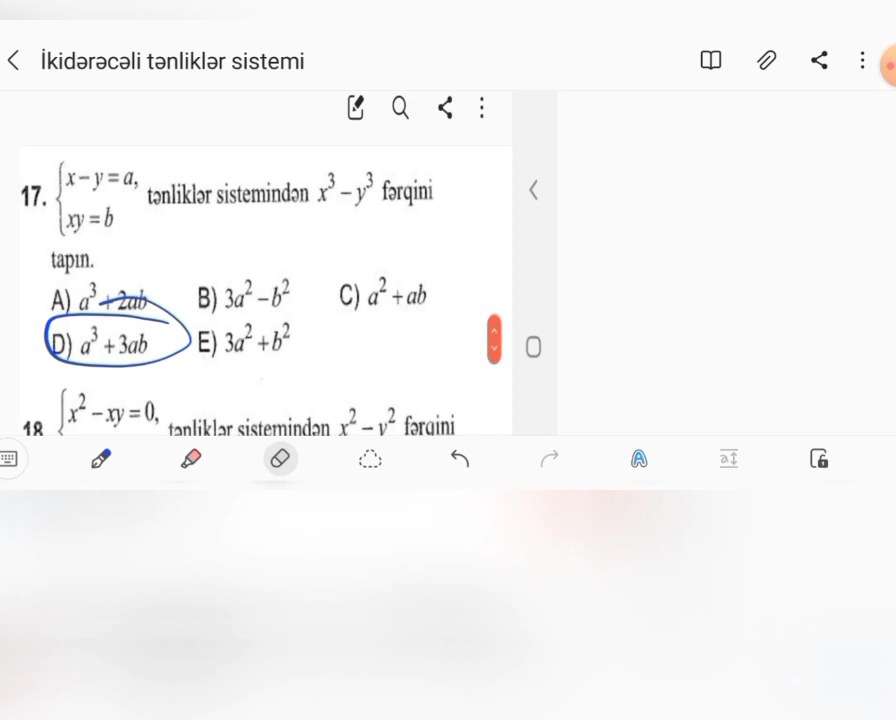 İkidərəcəli tənliklər sistemi
17. { x – y = a, xy = b tənliklər sistemindən x³ – y³ fərqini
tapın.
A) a³ + 2ab B) 3a² – b² C) a² + ab
D) a³ + 3ab E) 3a² + b²
18 { x² – xy = 0, tənliklər sistemindən x² – y² fərqini